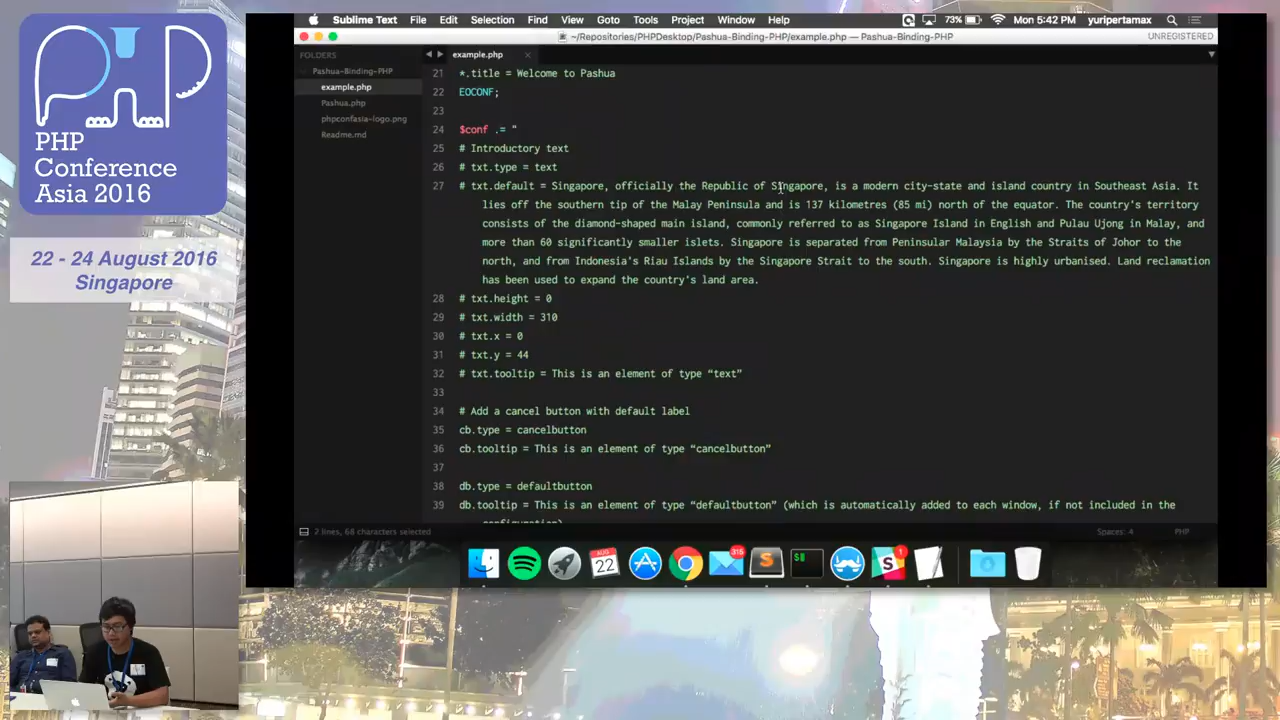 PHP
Conference
Asia 2016
22 - 24 August 2016
Singapore
Sublime Text File Edit Selection Find View Goto Tools Project Window Help
73% Mon 5:42 PM yuripertamax
~/Repositories/PHPDesktop/Pashua-Binding-PHP/example.php — Pashua-Binding-PHP
UNREGISTERED
FOLDERS
Pashua-Binding-PHP
example.php
Pashua.php
phpconfasia-logo.png
Readme.md
example.php ×
21 *.title = Welcome to Pashua
22 EOCONF;
23
24 $conf .= "
25 # Introductory text
26 # txt.type = text
27 # txt.default = Singapore, officially the Republic of Singapore, is a modern city-state and island country in Southeast Asia. It
lies off the southern tip of the Malay Peninsula and is 137 kilometres (85 mi) north of the equator. The country's territory
consists of the diamond-shaped main island, commonly referred to as Singapore Island in English and Pulau Ujong in Malay, and
more than 60 significantly smaller islets. Singapore is separated from Peninsular Malaysia by the Straits of Johor to the
north, and from Indonesia's Riau Islands by the Singapore Strait to the south. Singapore is highly urbanised. Land reclamation
has been used to expand the country's land area.
28 # txt.height = 0
29 # txt.width = 310
30 # txt.x = 0
31 # txt.y = 44
32 # txt.tooltip = This is an element of type “text”
33
34 # Add a cancel button with default label
35 cb.type = cancelbutton
36 cb.tooltip = This is an element of type “cancelbutton”
37
38 db.type = defaultbutton
39 db.tooltip = This is an element of type “defaultbutton” (which is automatically added to each window, if not included in the
configuration)
2 lines, 68 characters selected
Spaces: 4
PHP
AUG
22
315
S
$
1